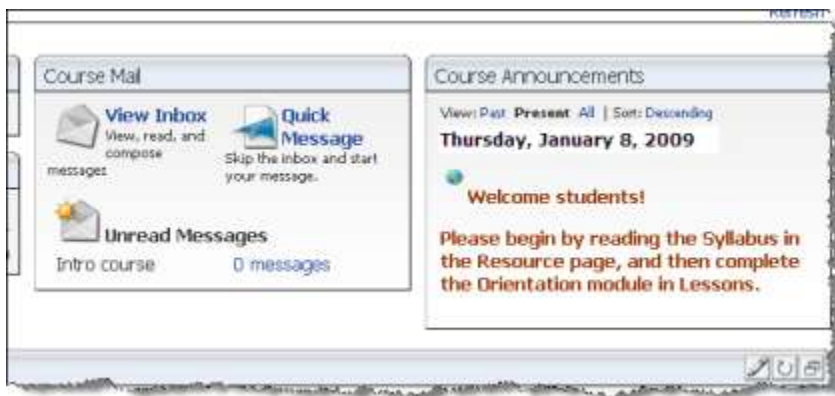 Refresh
Course Mail
View Inbox
View, read, and
compose
messages
Quick
Message
Skip the inbox and start
your message.
Unread Messages
Intro course 0 messages
Course Announcements
View: Past Present All | Sort: Descending
Thursday, January 8, 2009
Welcome students!
Please begin by reading the Syllabus in
the Resource page, and then complete
the Orientation module in Lessons.